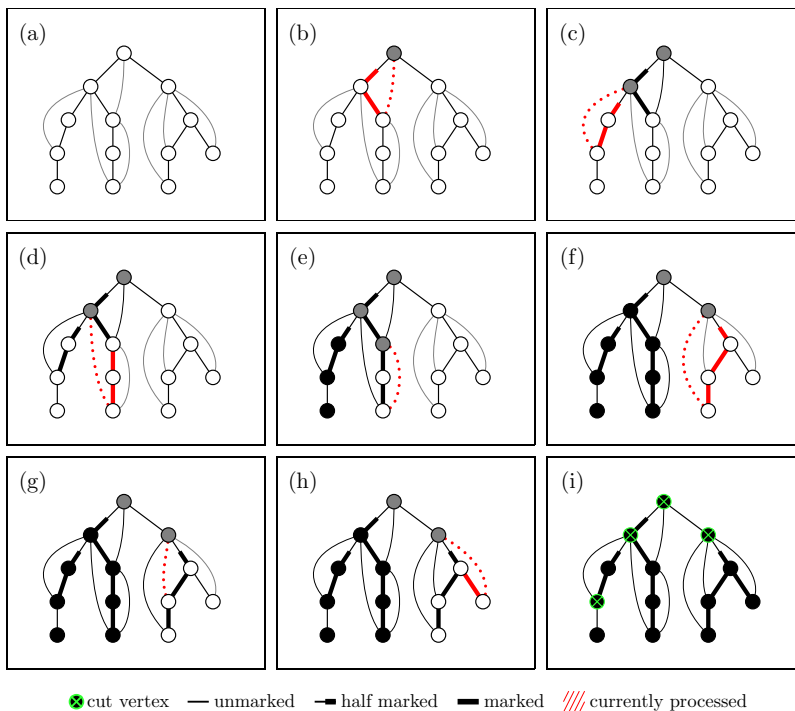 (a)
(b)
(c)
(d)
(e)
(f)
(g)
(h)
(i)
cut vertex unmarked half marked marked currently processed